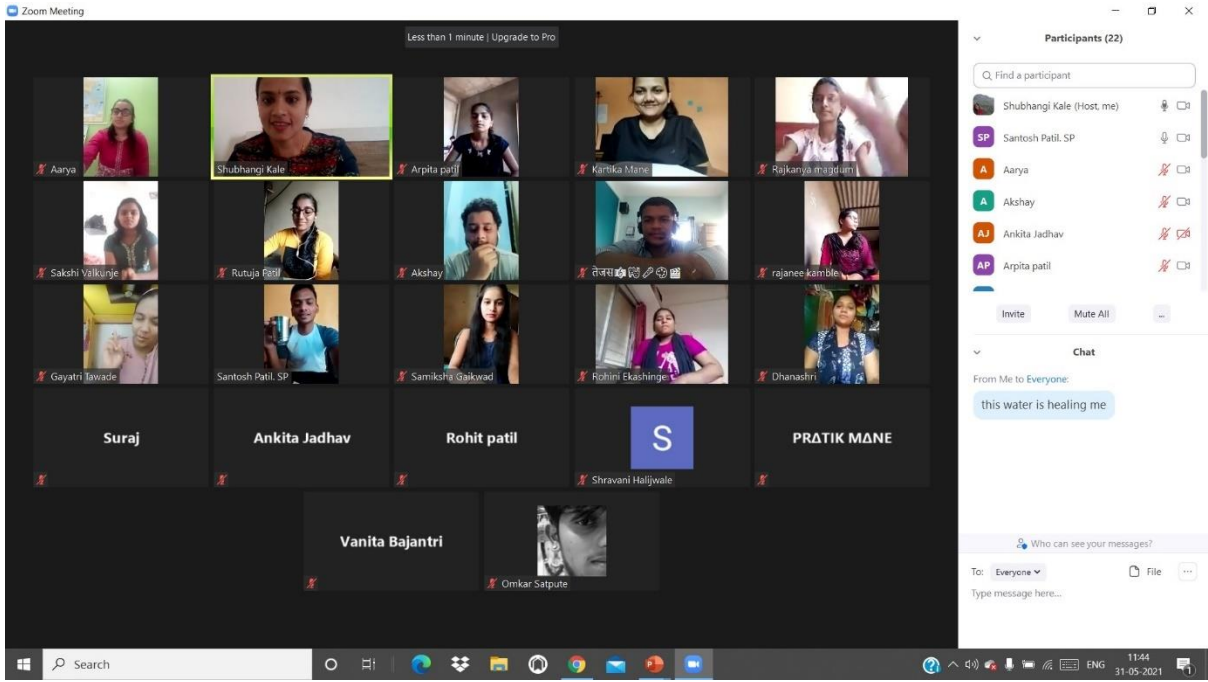 Zoom Meeting
Less than 1 minute | Upgrade to Pro
Aarya
Shubhangi Kale
Arpita patil
Kartika Mane
Rajkanya magdum
Sakshi Valkunje
Rutuja Patil
Akshay
तेजस
rajanee kamble
Gayatri Tawade
Santosh Patil. SP
Samiksha Gaikwad
Rohini Ekashinge
Dhanashri
Suraj
Ankita Jadhav
Rohit patil
S
Shravani Halijwale
PRΔTIK MΔNE
Vanita Bajantri
Omkar Satpute
Participants (22)
Find a participant
Shubhangi Kale (Host, me)
SP Santosh Patil. SP
A Aarya
A Akshay
AJ Ankita Jadhav
AP Arpita patil
Invite Mute All ...
Chat
From Me to Everyone:
this water is healing me
Who can see your messages?
To: Everyone File ...
Type message here...
Search
ENG
11:44
31-05-2021
1